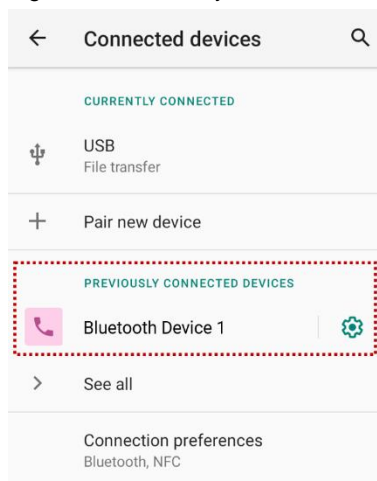 Connected devices
CURRENTLY CONNECTED
USB
File transfer
Pair new device
PREVIOUSLY CONNECTED DEVICES
Bluetooth Device 1
See all
Connection preferences
Bluetooth, NFC